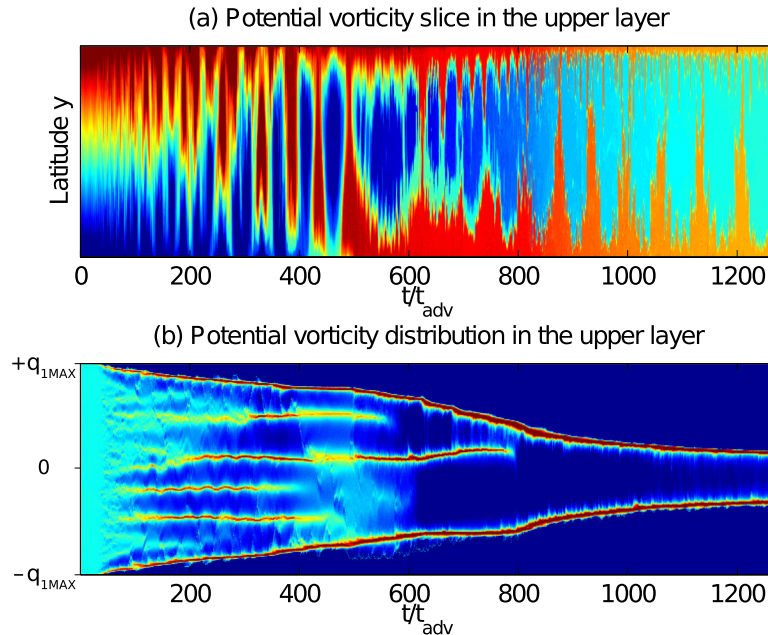 (a) Potential vorticity slice in the upper layer
Latitude y
0 200 400 600 800 1000 1200
t/t_adv
(b) Potential vorticity distribution in the upper layer
+q_1MAX
0
−q_1MAX
200 400 600 800 1000 1200
t/t_adv